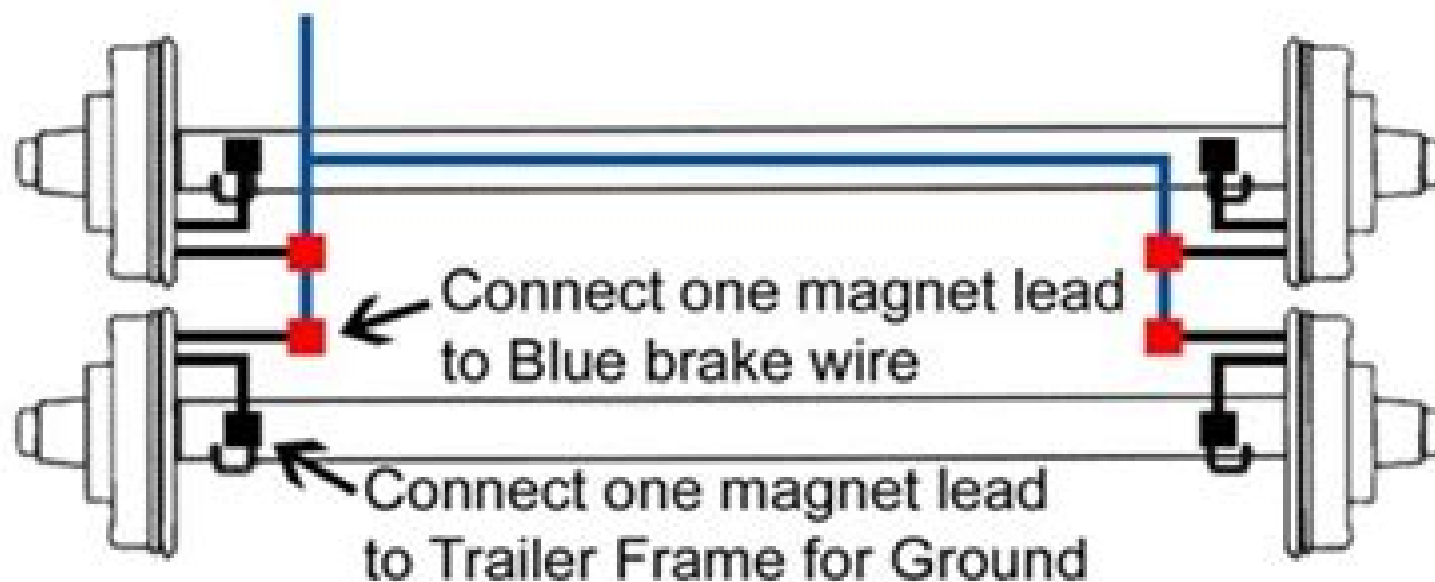 Connect one magnet lead
to Blue brake wire
Connect one magnet lead
to Trailer Frame for Ground